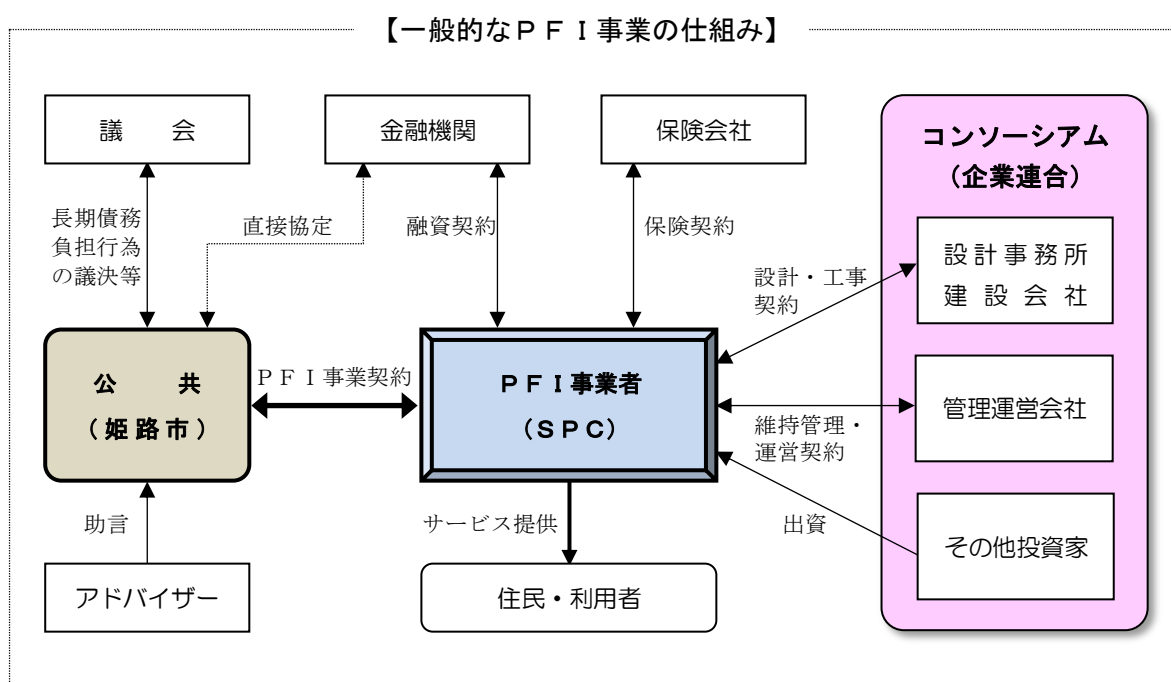 【一般的なＰＦＩ事業の仕組み】
議　　会
金融機関
保険会社
コンソーシアム
（企業連合）
長期債務
負担行為
の議決等
直接協定
融資契約
保険契約
設計・工事
契約
設計事務所
建設会社
公　　共
（姫路市）
ＰＦＩ事業契約
ＰＦＩ事業者
（ＳＰＣ）
維持管理・
運営契約
管理運営会社
助言
サービス提供
出資
その他投資家
アドバイザー
住民・利用者